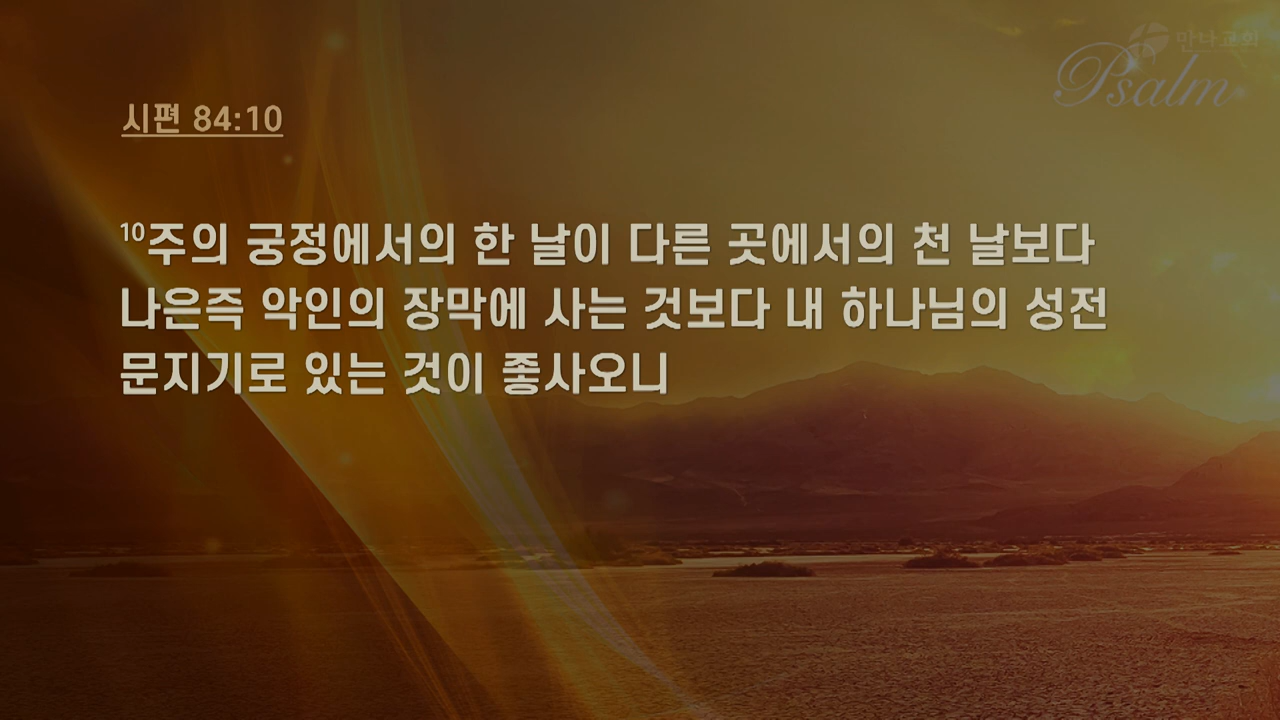 만나교회
Psalm
시편 84:10
10주의 궁정에서의 한 날이 다른 곳에서의 천 날보다
나은즉 악인의 장막에 사는 것보다 내 하나님의 성전
문지기로 있는 것이 좋사오니